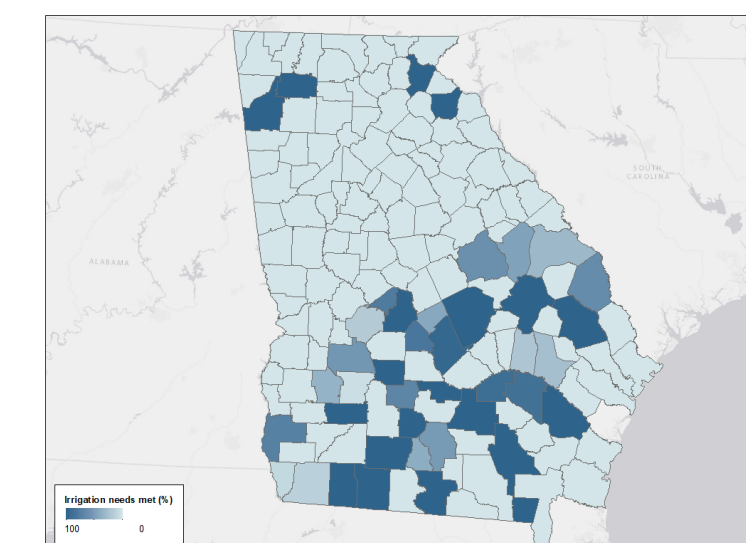 SOUTH
CAROLINA
ALABAMA
Irrigation needs met (%)
100 0